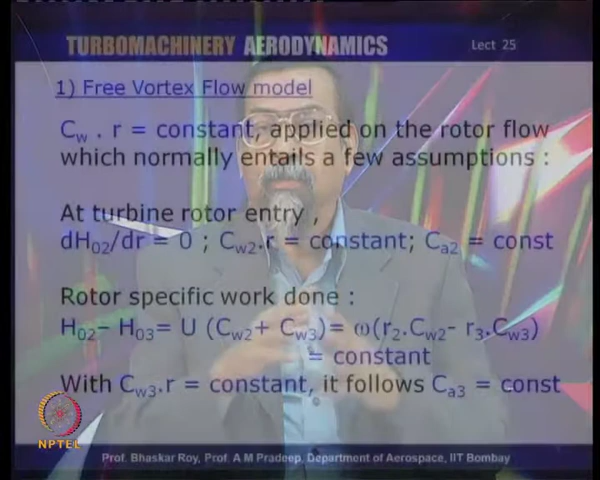 TURBOMACHINERY AERODYNAMICS Lect 25
1) Free Vortex Flow model
Cw . r = constant, applied on the rotor flow
which normally entails a few assumptions :
At turbine rotor entry ,
dH02/dr = 0 ; Cw2.r = constant; Ca2 = const
Rotor specific work done :
H02– H03= U (Cw2+ Cw3)= ω(r2.Cw2- r3.Cw3)
= constant
With Cw3.r = constant, it follows Ca3 = const
NPTEL
Prof. Bhaskar Roy, Prof. A M Pradeep, Department of Aerospace, IIT Bombay